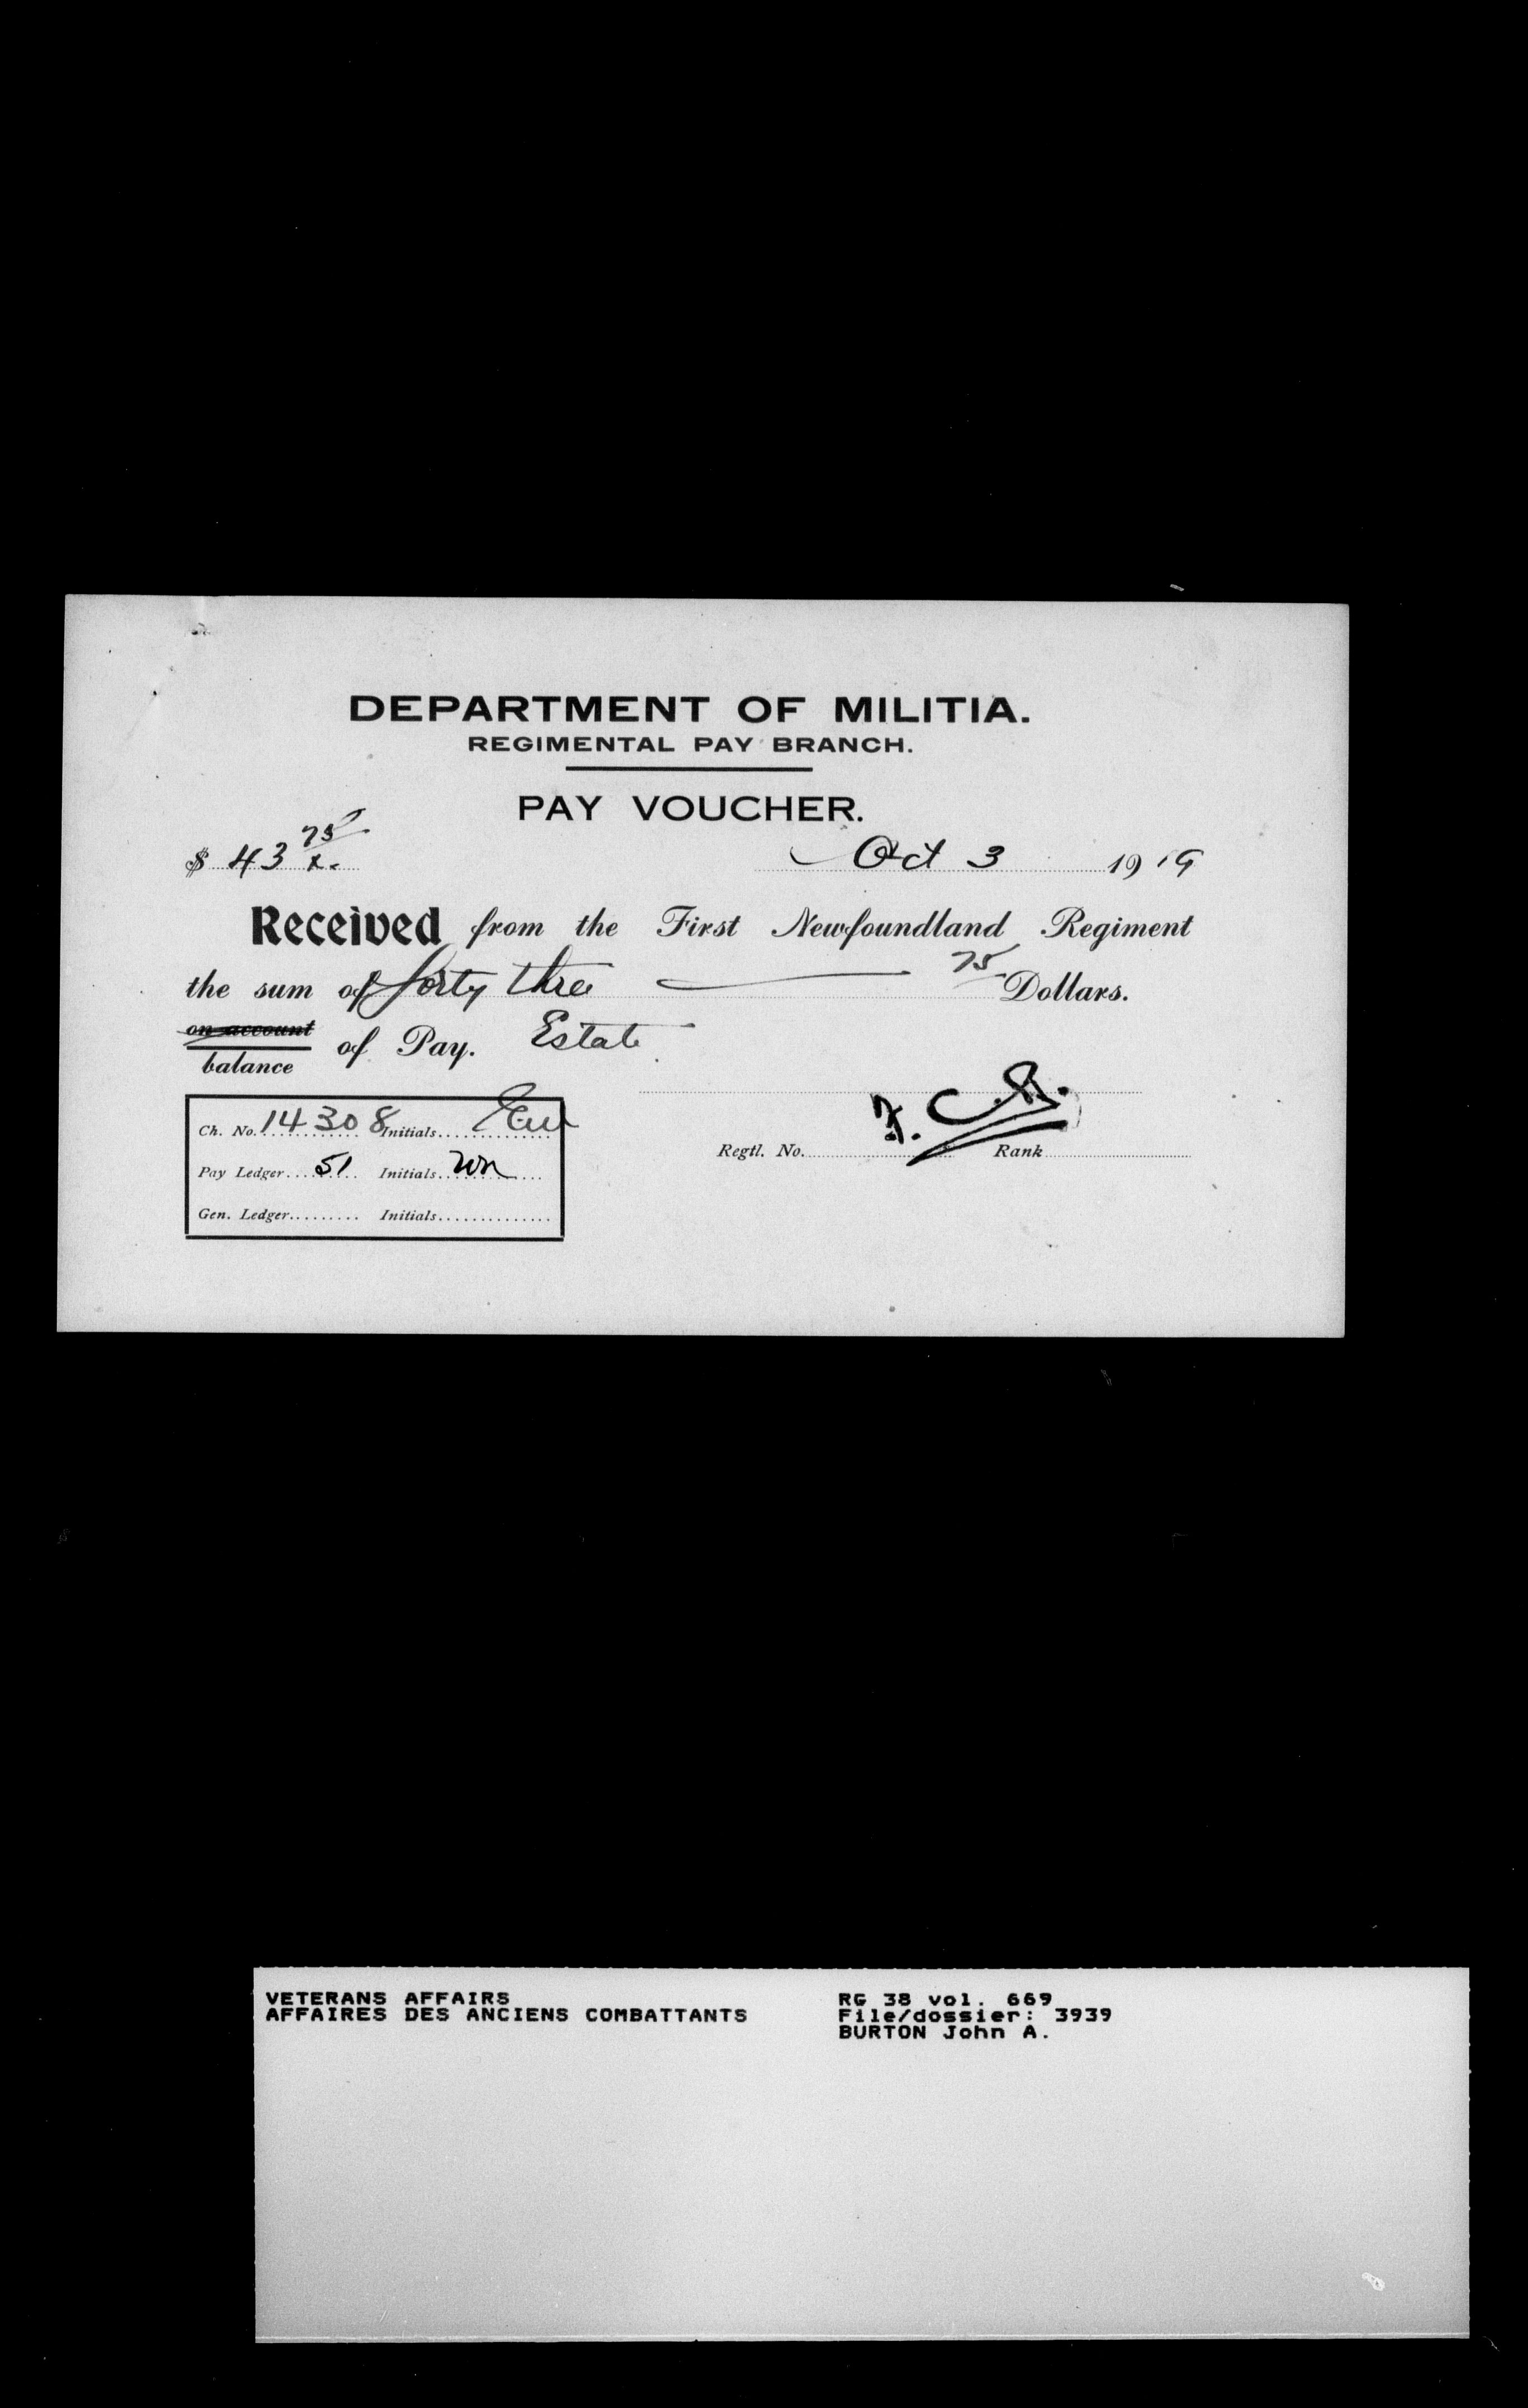 DEPARTMENT OF MILITIA.
REGIMENTAL PAY BRANCH.
PAY VOUCHER.
$ 43 75/x. Oct 3 1919
Received from the First Newfoundland Regiment
the sum of forty three 75 Dollars.
on account
balance of Pay. Estate
Ch. No. 14308 Initials
Pay Ledger 51 Initials
Gen. Ledger Initials
Regtl. No. Rank
VETERANS AFFAIRS
AFFAIRES DES ANCIENS COMBATTANTS
RG 38 vol. 669
File/dossier: 3939
BURTON John A.